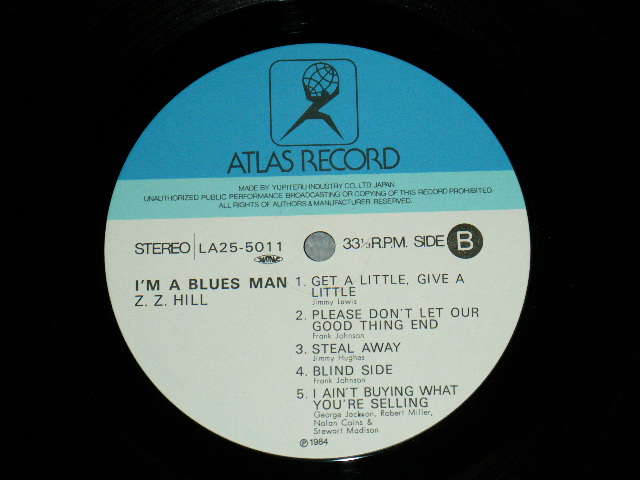 ATLAS RECORD
MADE BY YUPITERU INDUSTRY CO., LTD. JAPAN
UNAUTHORIZED PUBLIC PERFORMANCE BROADCASTING OR COPYING OF THIS RECORD PROHIBITED.
ALL RIGHTS OF AUTHORS & MANUFACTURER RESERVED.
STEREO LA25-5011 33⅓R.P.M. SIDE B
I'M A BLUES MAN
Z. Z. HILL
1. GET A LITTLE, GIVE A
LITTLE
Jimmy Lewis
2. PLEASE DON'T LET OUR
GOOD THING END
Frank Johnson
3. STEAL AWAY
Jimmy Hughes
4. BLIND SIDE
Frank Johnson
5. I AIN'T BUYING WHAT
YOU'RE SELLING
George Jackson, Robert Miller,
Nolan Cains &
Stewart Madison
℗1984